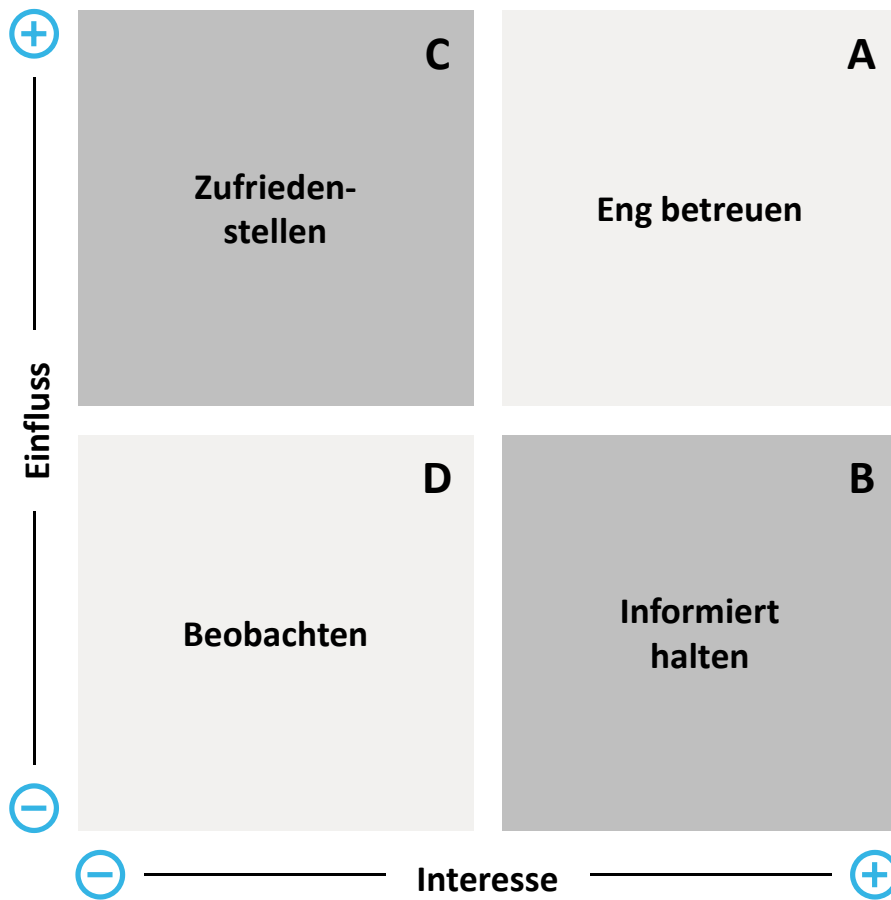 C
A
Zufrieden-
stellen
Eng betreuen
Einfluss
D
B
Beobachten
Informiert
halten
Interesse